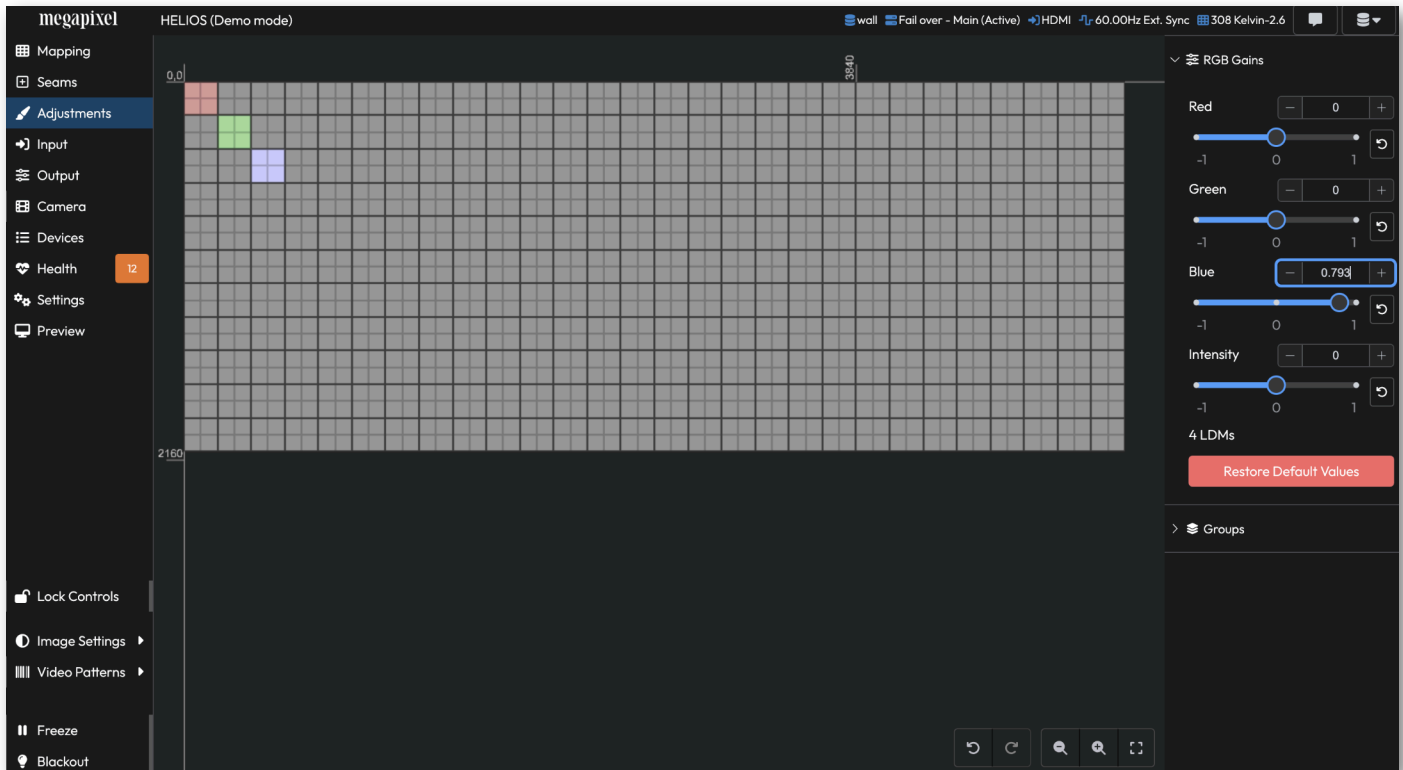 megapixel
HELIOS (Demo mode)
wall Fail over - Main (Active) HDMI 60.00Hz Ext. Sync 308 Kelvin-2.6
Mapping
Seams
Adjustments
Input
Output
Camera
Devices
Health 12
Settings
Preview
Lock Controls
Image Settings
Video Patterns
Freeze
Blackout
0,0
3840
2160
RGB Gains
Red 0
-1 0 1
Green 0
-1 0 1
Blue 0.793
-1 0 1
Intensity 0
-1 0 1
4 LDMs
Restore Default Values
Groups